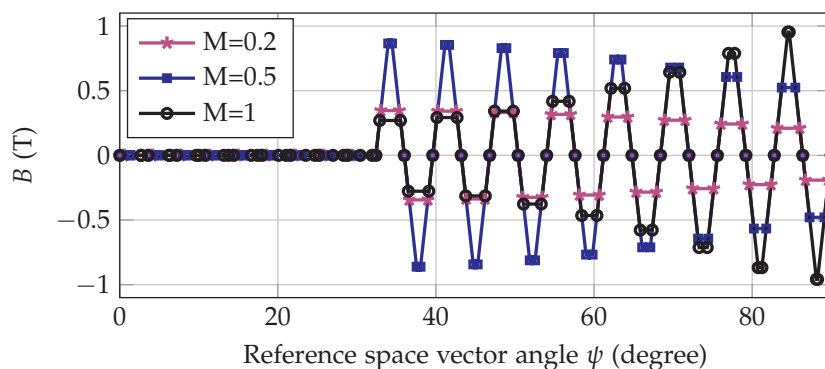 1
0.5
0
−0.5
−1
B (T)
M=0.2
M=0.5
M=1
0 20 40 60 80
Reference space vector angle ψ (degree)